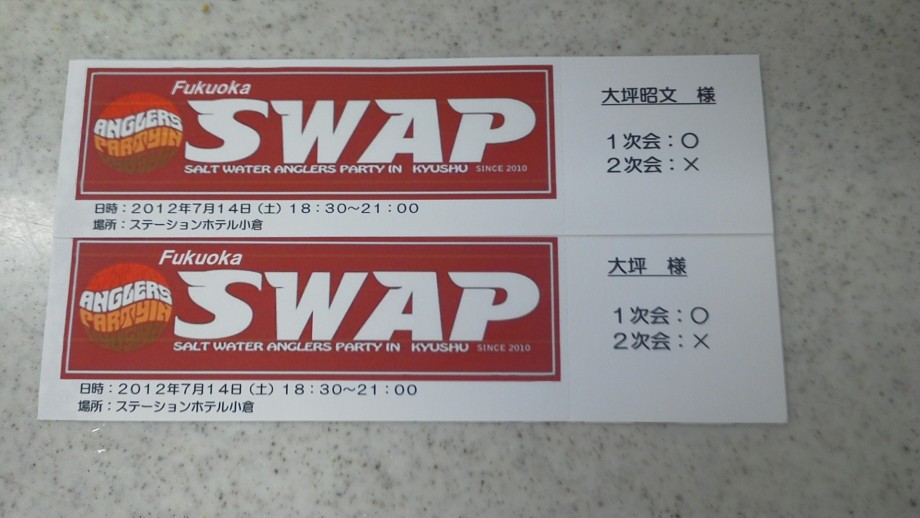 Fukuoka
SWAP
ANGLERS
PARTY IN
SALT WATER ANGLERS PARTY IN KYUSHU SINCE 2010
日時：2012年7月14日（土）18：30～21：00
場所：ステーションホテル小倉
大坪昭文 様
1次会：〇
2次会：×
Fukuoka
SWAP
ANGLERS
PARTY IN
SALT WATER ANGLERS PARTY IN KYUSHU SINCE 2010
日時：2012年7月14日（土）18：30～21：00
場所：ステーションホテル小倉
大坪 様
1次会：〇
2次会：×